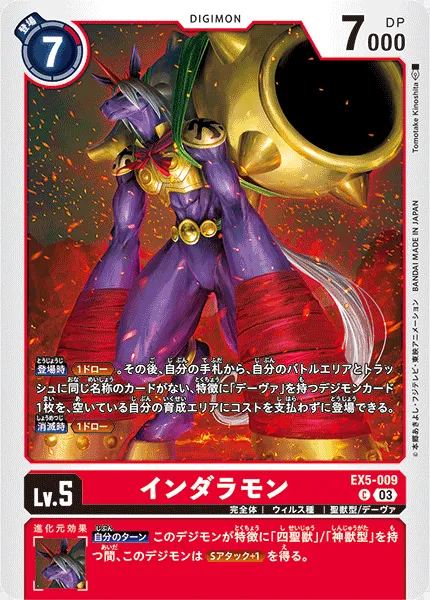 登場
7
DIGIMON
7000
DP
Tomotake Kinoshita
©本郷あきよし・フジテレビ・東映アニメーション BANDAI MADE IN JAPAN
登場時 1ドロー。その後、自分の手札から、自分のバトルエリアとトラッ
シュに同じ名称のカードがない、特徴に「デーヴァ」を持つデジモンカード
1枚を、空いている自分の育成エリアにコストを支払わずに登場できる。
消滅時 1ドロー。
Lv.5
インダラモン
EX5-009
C 03
完全体 | ウィルス種 | 聖獣型/デーヴァ
進化元効果
自分のターン このデジモンが特徴に「四聖獣」/「神獣型」を持
つ間、このデジモンは Sアタック+1 を得る。